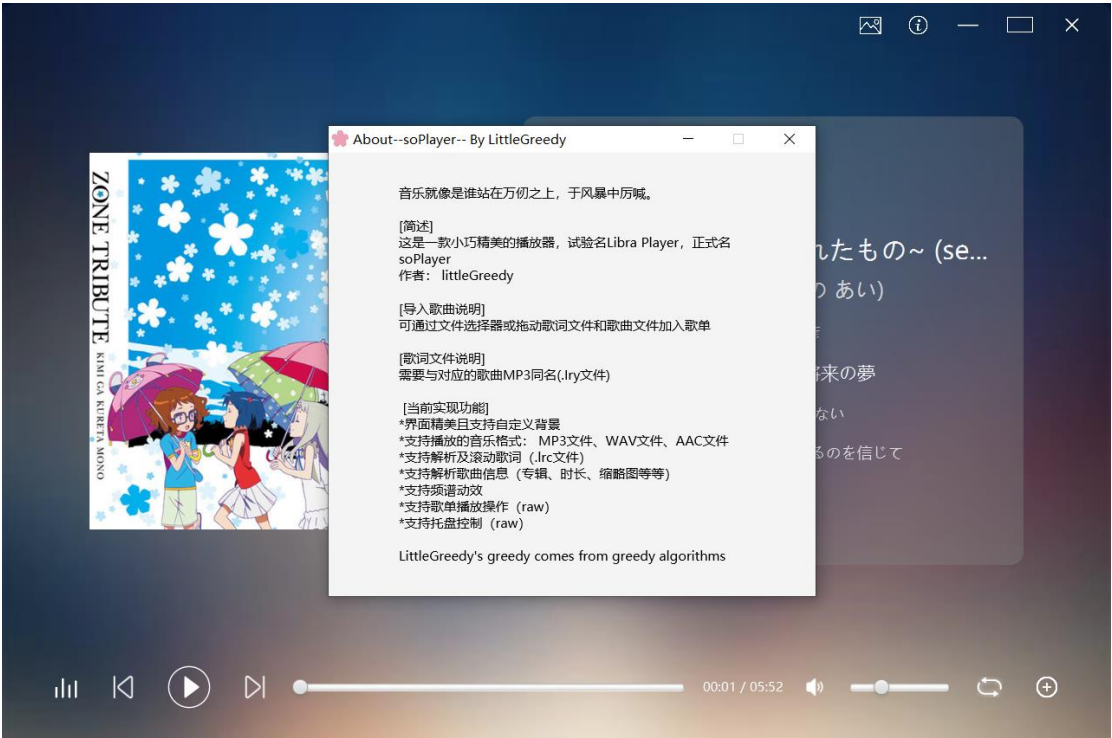 About--soPlayer-- By LittleGreedy
音乐就像是谁站在万仞之上，于风暴中厉喊。
[简述]
这是一款小巧精美的播放器，试验名Libra Player，正式名
soPlayer
作者： littleGreedy
[导入歌曲说明]
可通过文件选择器或拖动歌词文件和歌曲文件加入歌单
[歌词文件说明]
需要与对应的歌曲MP3同名(.lry文件)
[当前实现功能]
*界面精美且支持自定义背景
*支持播放的音乐格式： MP3文件、WAV文件、AAC文件
*支持解析及滚动歌词（.lrc文件）
*支持解析歌曲信息（专辑、时长、缩略图等等）
*支持频谱动效
*支持歌单播放操作（raw）
*支持托盘控制（raw）
LittleGreedy's greedy comes from greedy algorithms
ZONE TRIBUTE KIMI GA KURETA MONO
れたもの~ (se...
の あい)
将来の夢
ない
るのを信じて
00:01 / 05:52